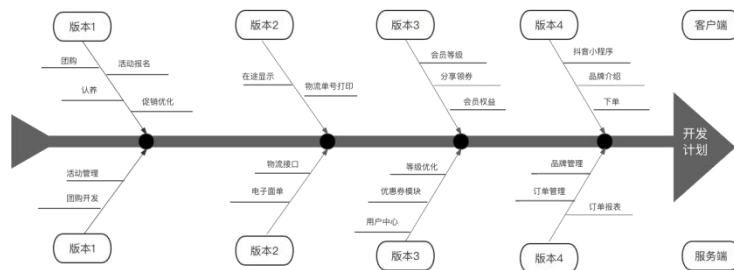 版本1
版本2
版本3
版本4
客户端
团购
活动报名
认养
促销优化
在途显示
物流单号打印
会员等级
分享领券
会员权益
抖音小程序
品牌介绍
下单
开发
计划
活动管理
团购开发
物流接口
电子面单
等级优化
优惠券模块
用户中心
品牌管理
订单管理
订单报表
版本1
版本2
版本3
版本4
服务端